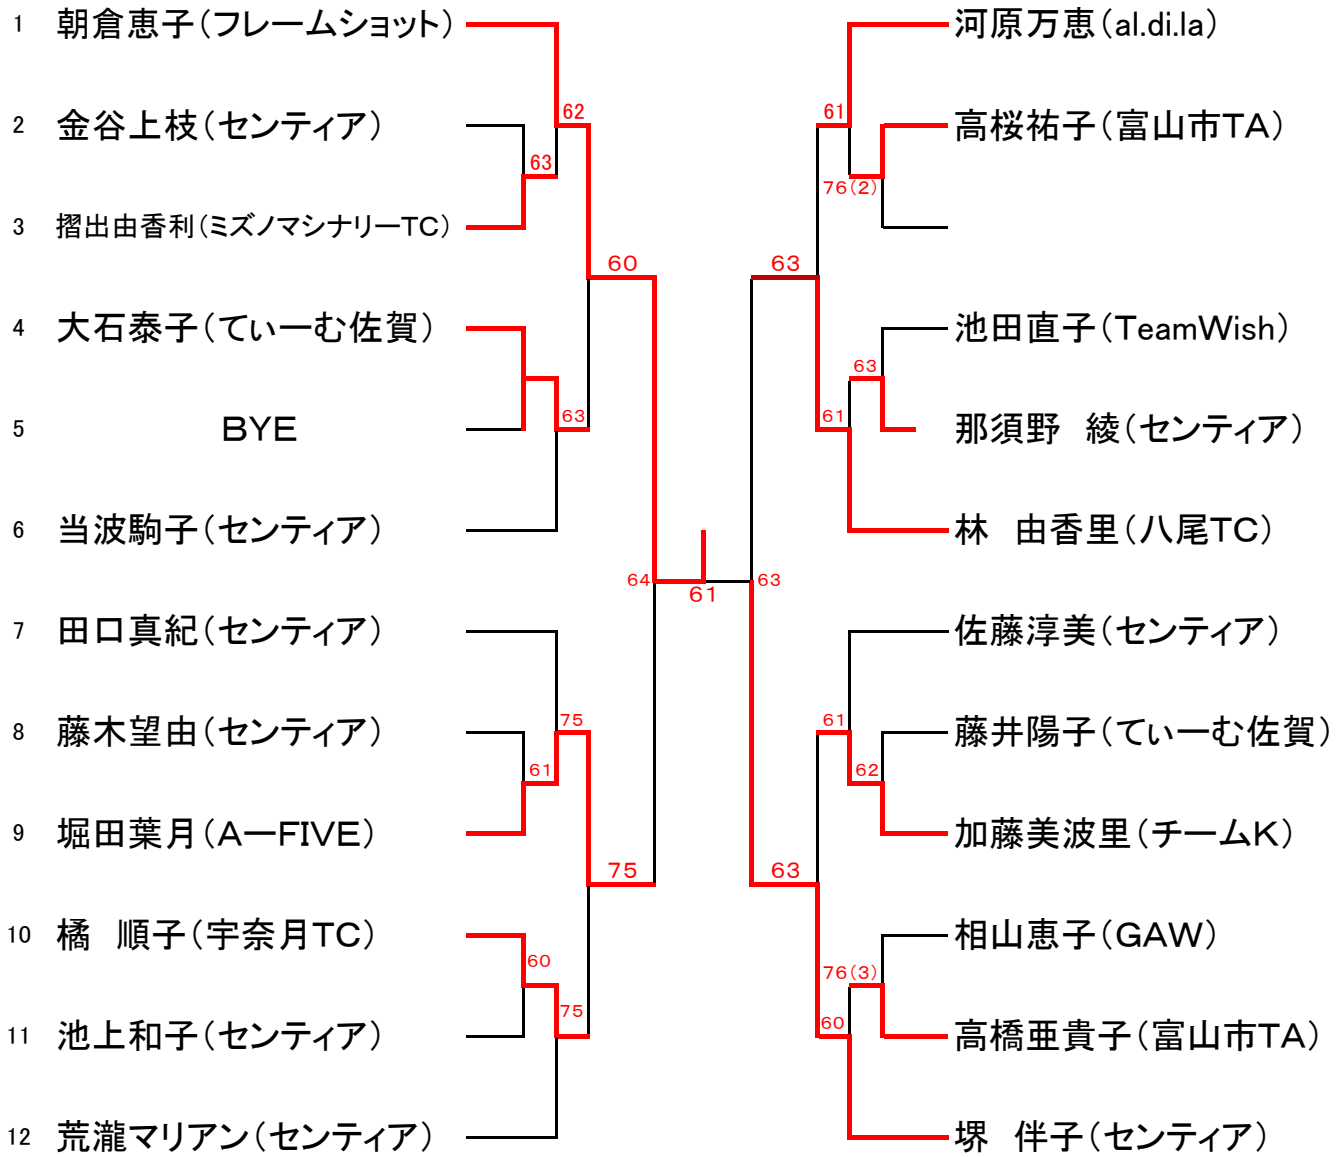 1 朝倉恵子(フレームショット)
河原万恵(al.di.la)
2 金谷上枝(センティア)
62
61
高桜祐子(富山市TA)
63
76(2)
3 摺出由香利(ミズノマシナリーTC)
60
63
4 大石泰子(てぃーむ佐賀)
池田直子(TeamWish)
63
5 BYE
63
61
那須野 綾(センティア)
6 当波駒子(センティア)
林 由香里(八尾TC)
64
61
63
7 田口真紀(センティア)
佐藤淳美(センティア)
8 藤木望由(センティア)
75
61
藤井陽子(てぃーむ佐賀)
61
62
9 堀田葉月(A-FIVE)
加藤美波里(チームK)
75
63
10 橘 順子(宇奈月TC)
相山恵子(GAW)
60
76(3)
75
60
11 池上和子(センティア)
高橋亜貴子(富山市TA)
12 荒瀧マリアン(センティア)
堺 伴子(センティア)